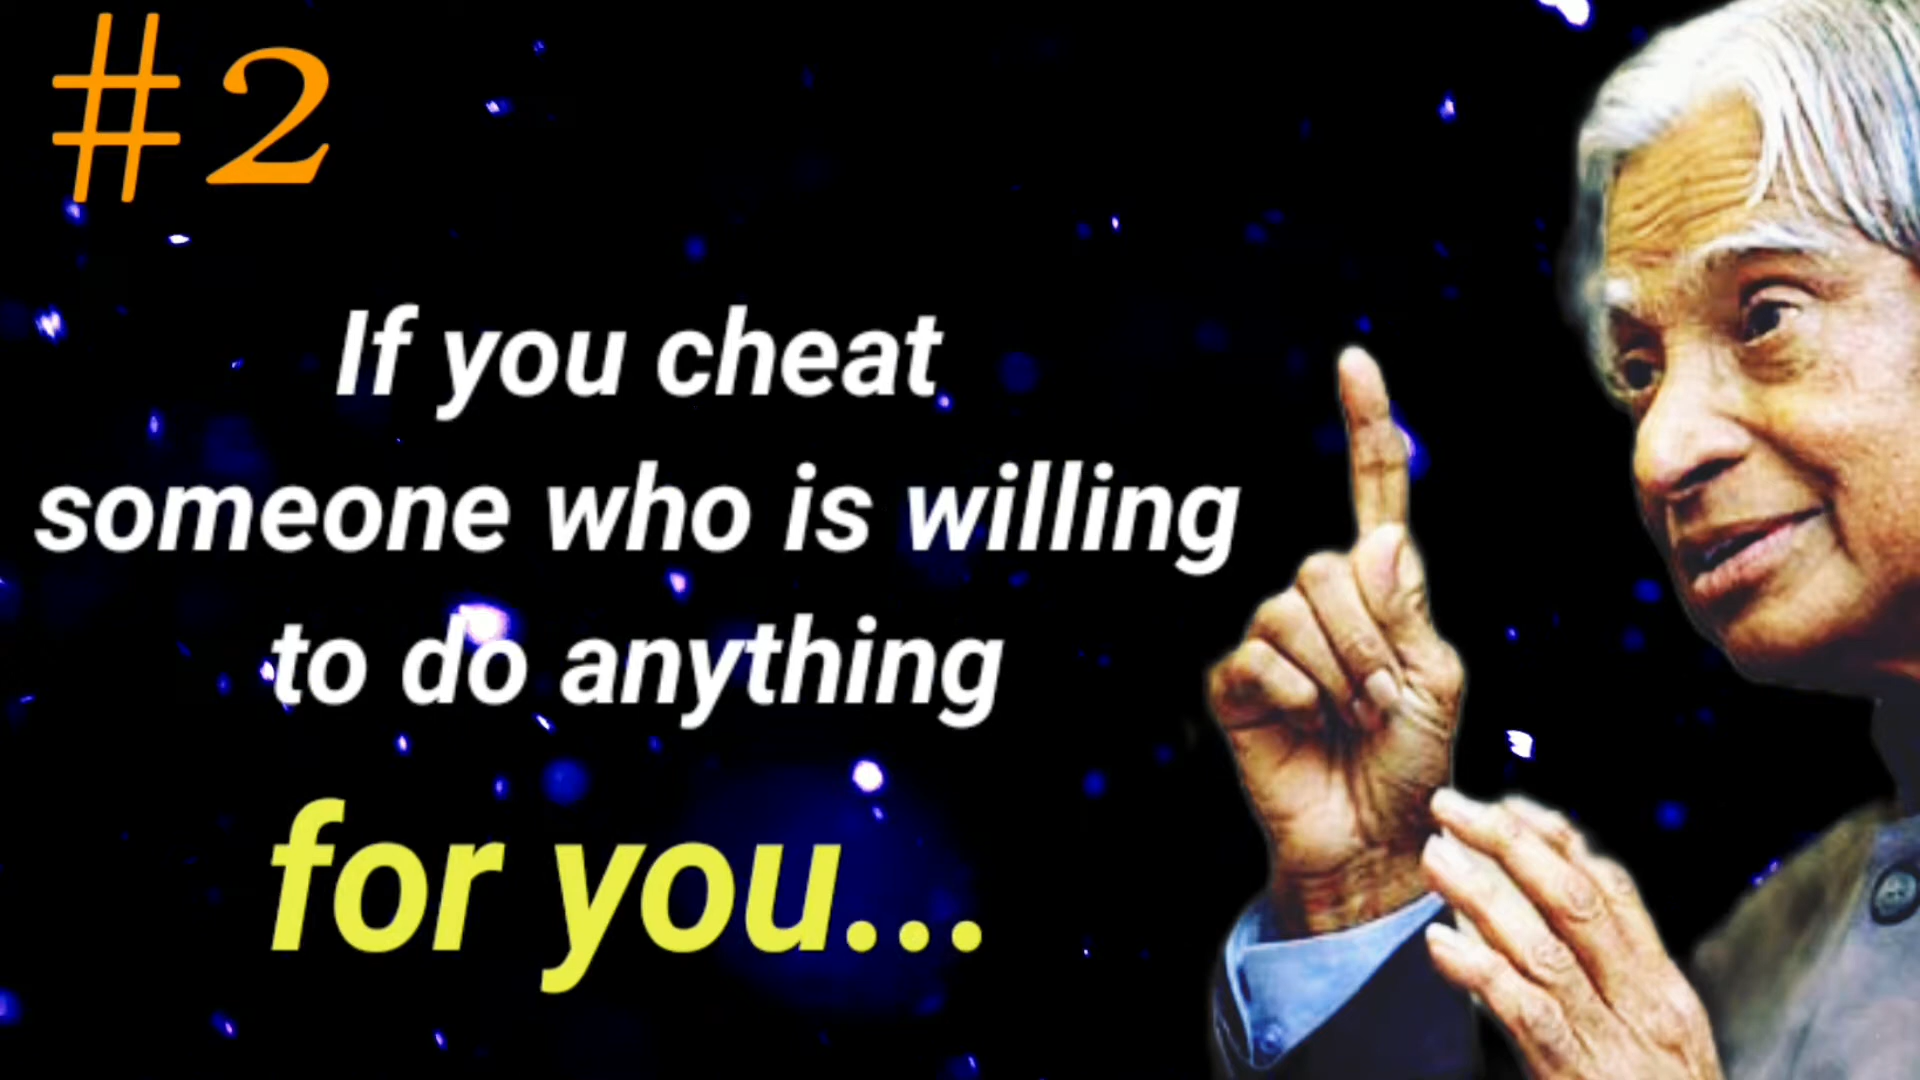 #2
If you cheat
someone who is willing
to do anything
for you...